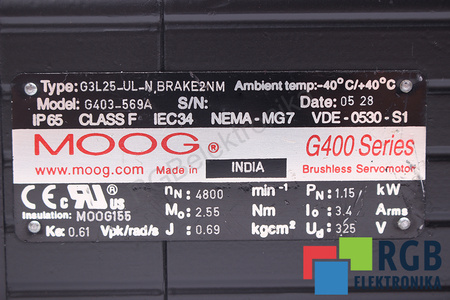 Type: G3L25-UL-N,BRAKE2NM Ambient temp:-40°C/+40°C
Model: G403-569A S/N: Date: 05 28
IP65 CLASS F IEC34 NEMA-MG7 VDE-0530-S1
MOOG® G400 Series
www.moog.com Made in INDIA Brushless Servomotor
CE c RU US nN: 4800 min-1 PN: 1.15 kW
Insulation: MOOG155 Mo: 2.55 Nm Io: 3.4 Arms
Ke: 0.61 Vpk/rad/s J: 0.69 kgcm² Ud: 325 V
RGB
ELEKTRONIKA